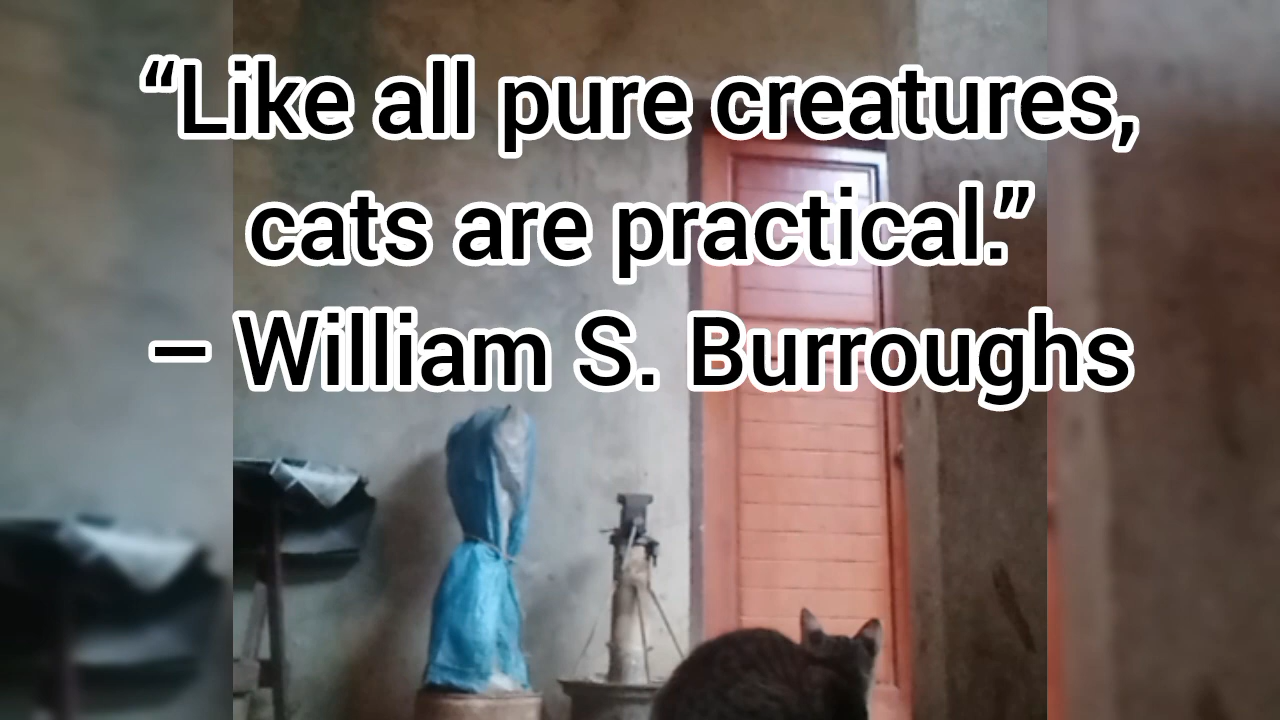 “Like all pure creatures,
cats are practical.”
– William S. Burroughs